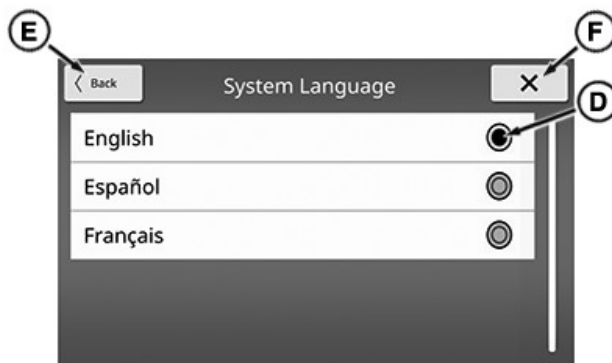 E
F
< Back
System Language
X
D
English
Español
Français